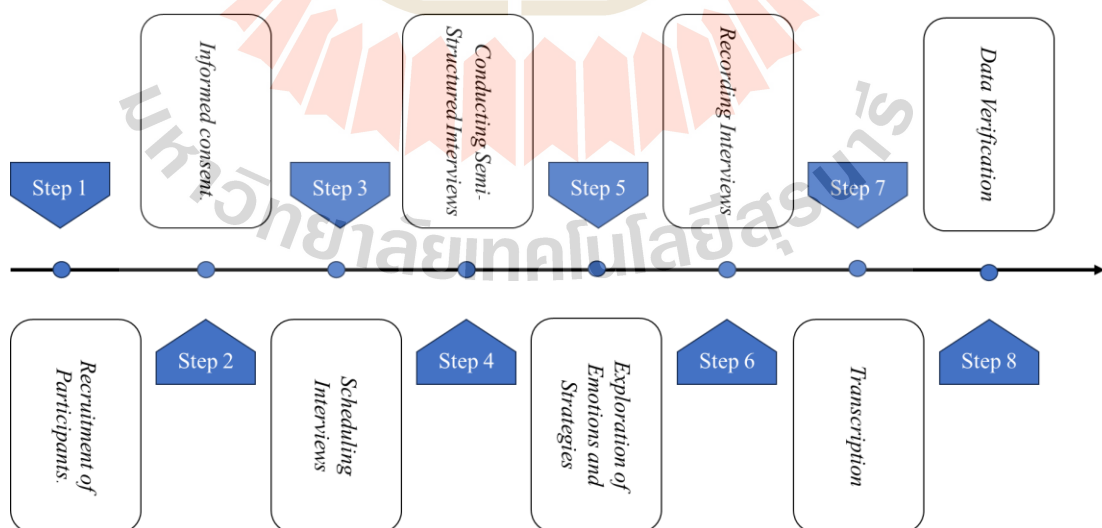 Informed consent.
Conducting Semi-
Structured Interviews
Recording Interviews
Data Verification
Step 1
Step 3
Step 5
Step 7
มหาวิทยาลัยเทคโนโลยีสุรนารี
Step 2
Step 4
Step 6
Step 8
Recruitment of
Participants.
Scheduling
Interviews
Exploration of
Emotions and
Strategies
Transcription